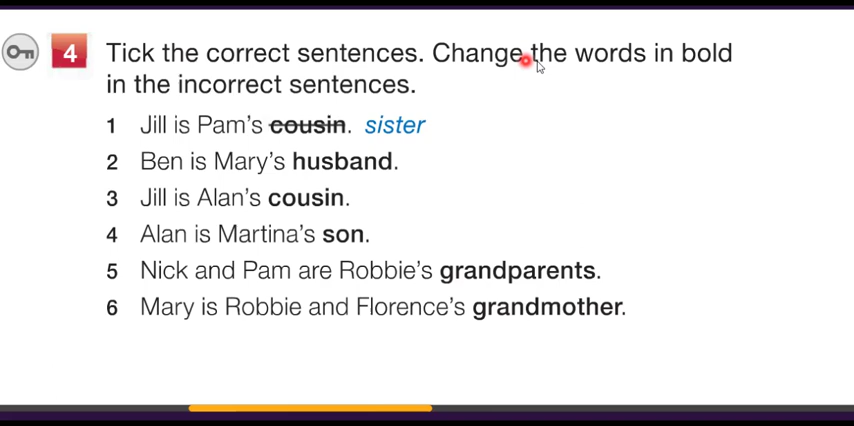 4 Tick the correct sentences. Change the words in bold
in the incorrect sentences.
1 Jill is Pam's cousin. sister
2 Ben is Mary's husband.
3 Jill is Alan's cousin.
4 Alan is Martina's son.
5 Nick and Pam are Robbie's grandparents.
6 Mary is Robbie and Florence's grandmother.